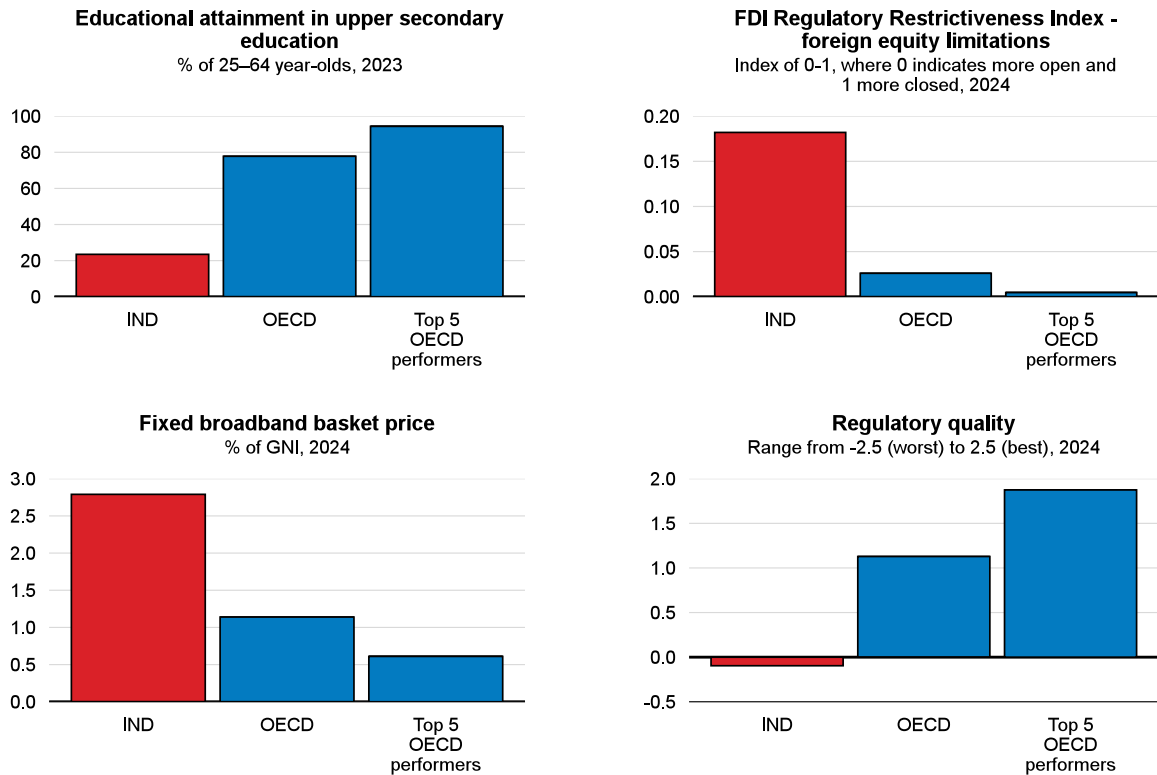 Educational attainment in upper secondary
education
% of 25–64 year-olds, 2023
100
80
60
40
20
0
IND
OECD
Top 5
OECD
performers
FDI Regulatory Restrictiveness Index -
foreign equity limitations
Index of 0-1, where 0 indicates more open and
1 more closed, 2024
0.20
0.15
0.10
0.05
0.00
IND
OECD
Top 5
OECD
performers
Fixed broadband basket price
% of GNI, 2024
3.0
2.5
2.0
1.5
1.0
0.5
0.0
IND
OECD
Top 5
OECD
performers
Regulatory quality
Range from -2.5 (worst) to 2.5 (best), 2024
2.0
1.5
1.0
0.5
0.0
-0.5
IND
OECD
Top 5
OECD
performers